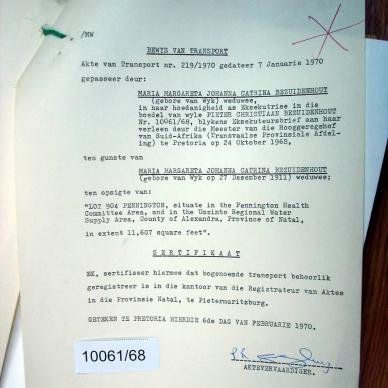 /MW
BEWYS VAN TRANSPORT
Akte van Transport nr. 219/1970 gedateer 7 Januarie 1970
gepasseer deur:
MARIA MARGARETA JOHANNA CATRINA BEZUIDENHOUT
(gebore van Wyk) weduwee,
in haar hoedanigheid as Eksekutrise in die
boedel van wyle PIETER CHRISTIAAN BEZUIDENHOUT
Nr. 10061/68, blykens Eksekuteursbrief aan haar
verleen deur die Meester van die Hooggeregshof
van Suid-Afrika (Transvaalse Provinsiale Afdel-
ing) te Pretoria op 24 Oktober 1968,
ten gunste van
MARIA MARGARETA JOHANNA CATRINA BEZUIDENHOUT
(gebore van Wyk op 27 Desember 1911) weduwee;
ten opsigte van:
"LOT 904 PENNINGTON, situate in the Pennington Health
Committee Area, and in the Umzinto Regional Water
Supply Area, County of Alexandra, Province of Natal,
in extent 11,607 square feet".
SERTIFIKAAT
EK, sertifiseer hiermee dat bogenoemde transport behoorlik
geregistreer is in die kantoor van die Registrateur van Aktes
in die Provinsie Natal, te Pietermaritzburg.
GETEKEN TE PRETORIA HIERDIN 6de DAG VAN FEBRUARIE 1970.
AKTEVERVAARDIGER.
10061/68